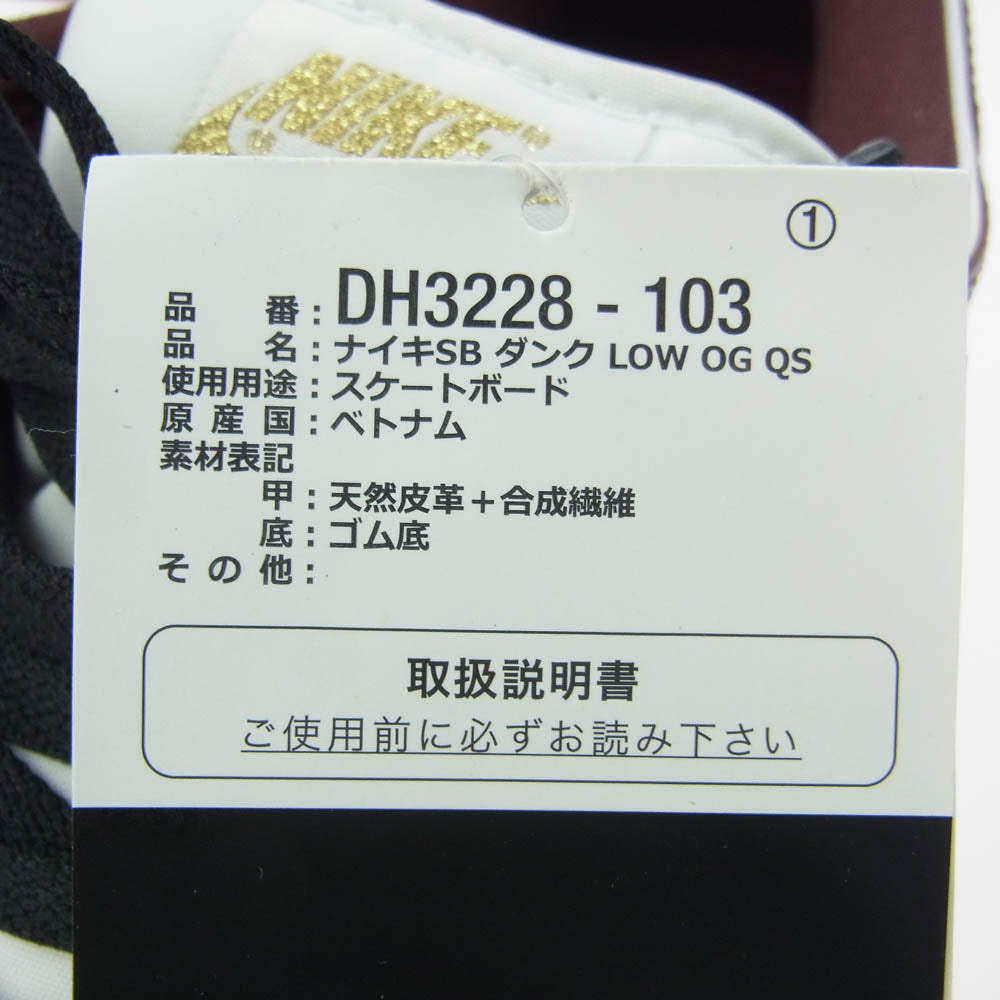 NIKE
①
品番:DH3228 - 103
品名:ナイキSB ダンク LOW OG QS
使用用途:スケートボード
原産国:ベトナム
素材表記
甲:天然皮革+合成繊維
底:ゴム底
その他:
取扱説明書
ご使用前に必ずお読み下さい